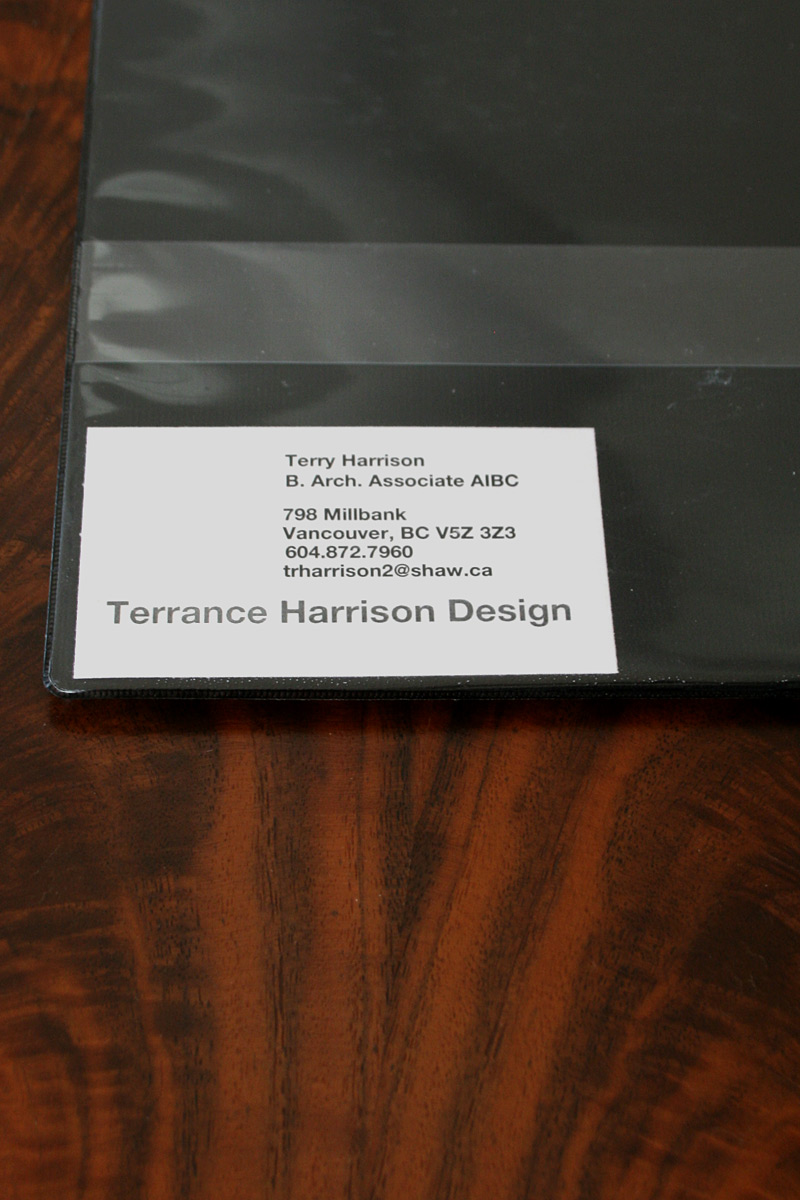 Terry Harrison
B. Arch. Associate AIBC
798 Millbank
Vancouver, BC V5Z 3Z3
604.872.7960
trharrison2@shaw.ca
Terrance Harrison Design